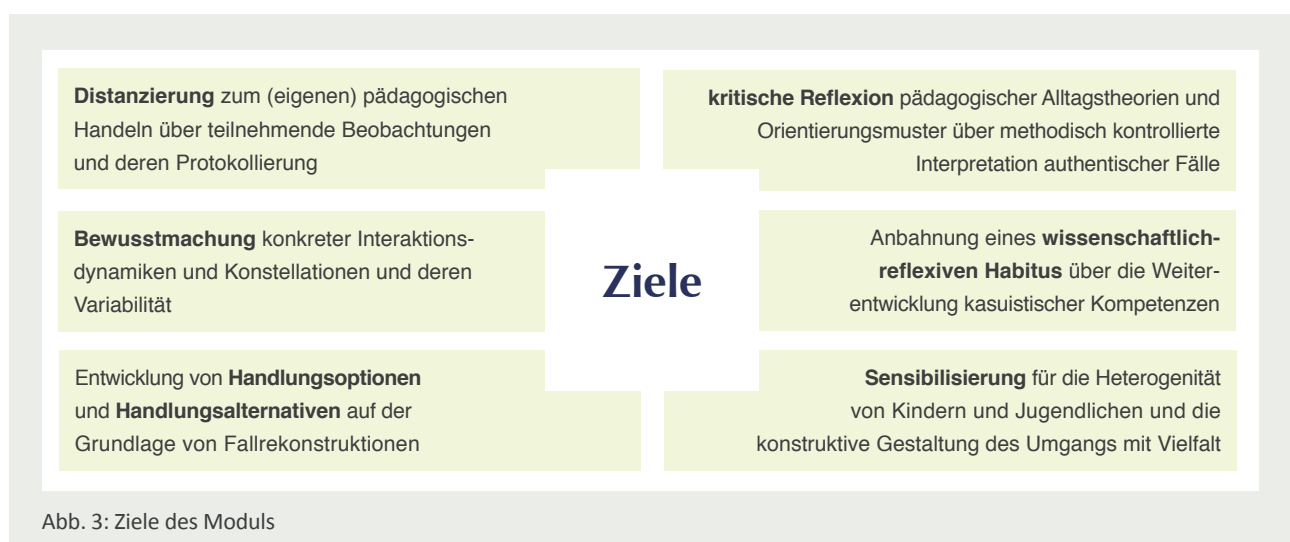 Distanzierung zum (eigenen) pädagogischen
Handeln über teilnehmende Beobachtungen
und deren Protokollierung
kritische Reflexion pädagogischer Alltagstheorien und
Orientierungsmuster über methodisch kontrollierte
Interpretation authentischer Fälle
Bewusstmachung konkreter Interaktions-
dynamiken und Konstellationen und deren
Variabilität
Ziele
Anbahnung eines wissenschaftlich-
reflexiven Habitus über die Weiter-
entwicklung kasuistischer Kompetenzen
Entwicklung von Handlungsoptionen
und Handlungsalternativen auf der
Grundlage von Fallrekonstruktionen
Sensibilisierung für die Heterogenität
von Kindern und Jugendlichen und die
konstruktive Gestaltung des Umgangs mit Vielfalt
Abb. 3: Ziele des Moduls